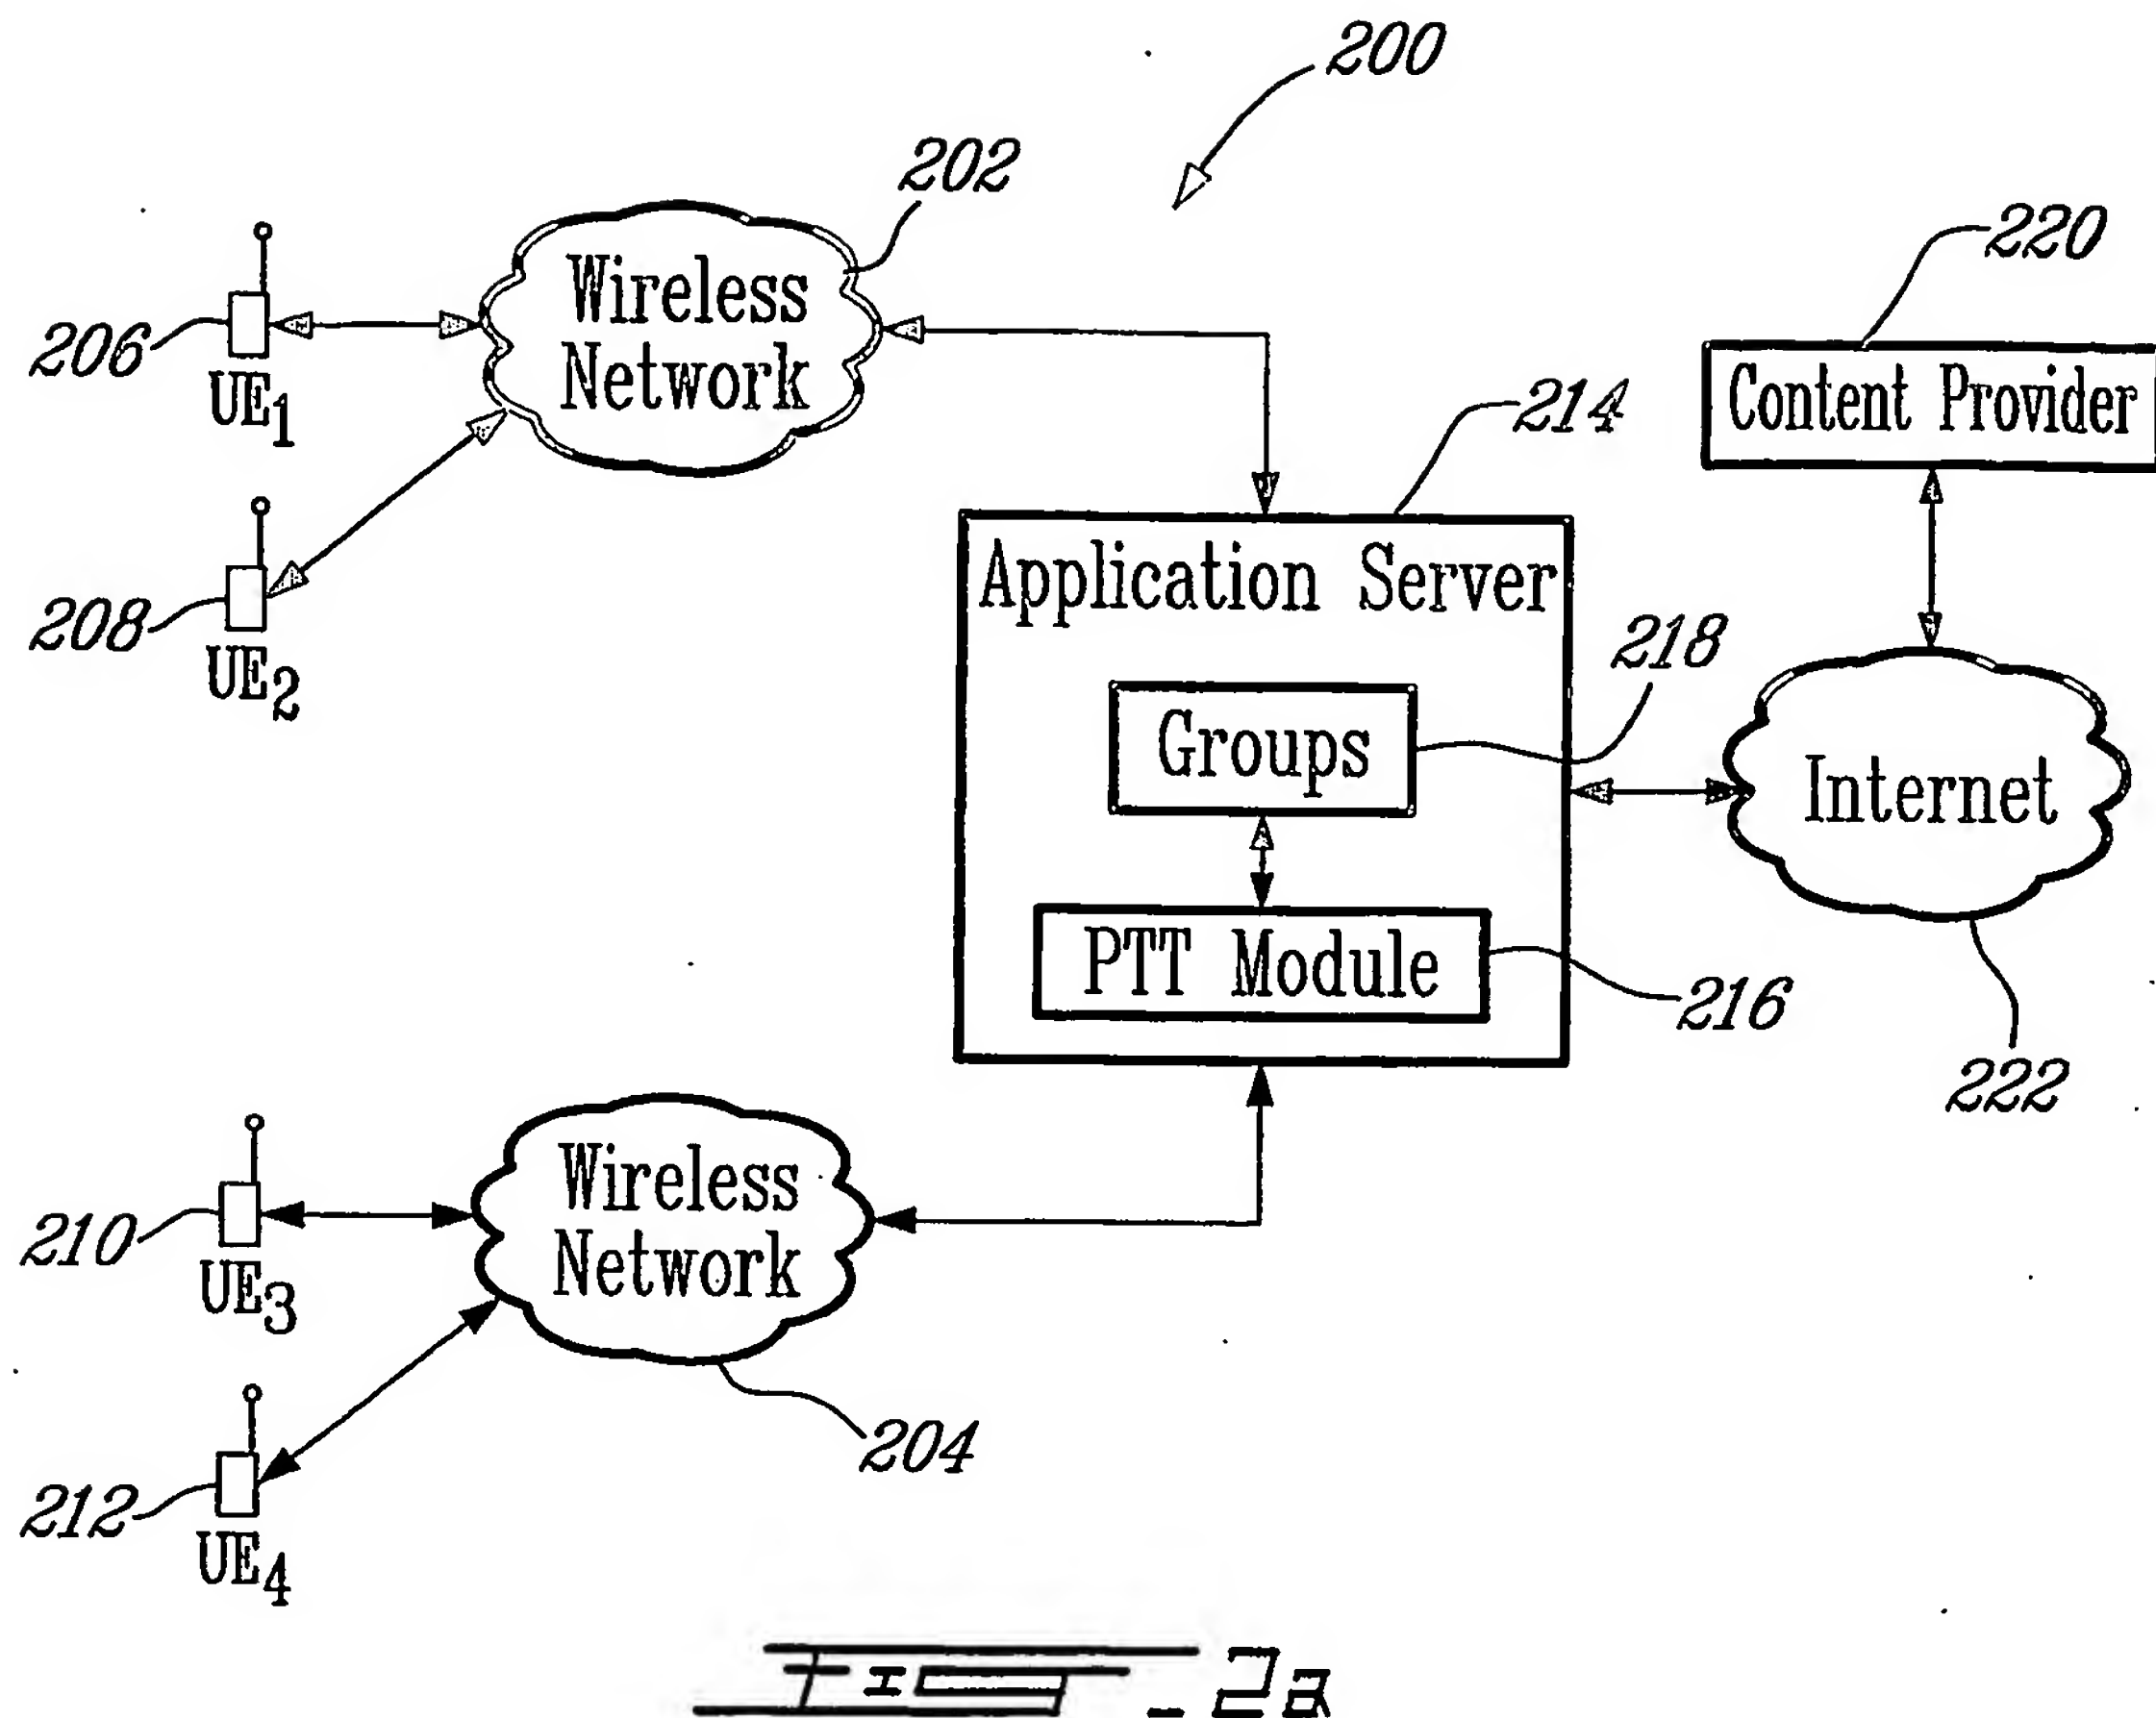 200
202
220
Wireless
Network
206
UE1
214
Content Provider
208
UE2
Application Server
218
Groups
Internet
PTT Module
216
222
210
UE3
Wireless
Network
204
212
UE4
FIG_2a